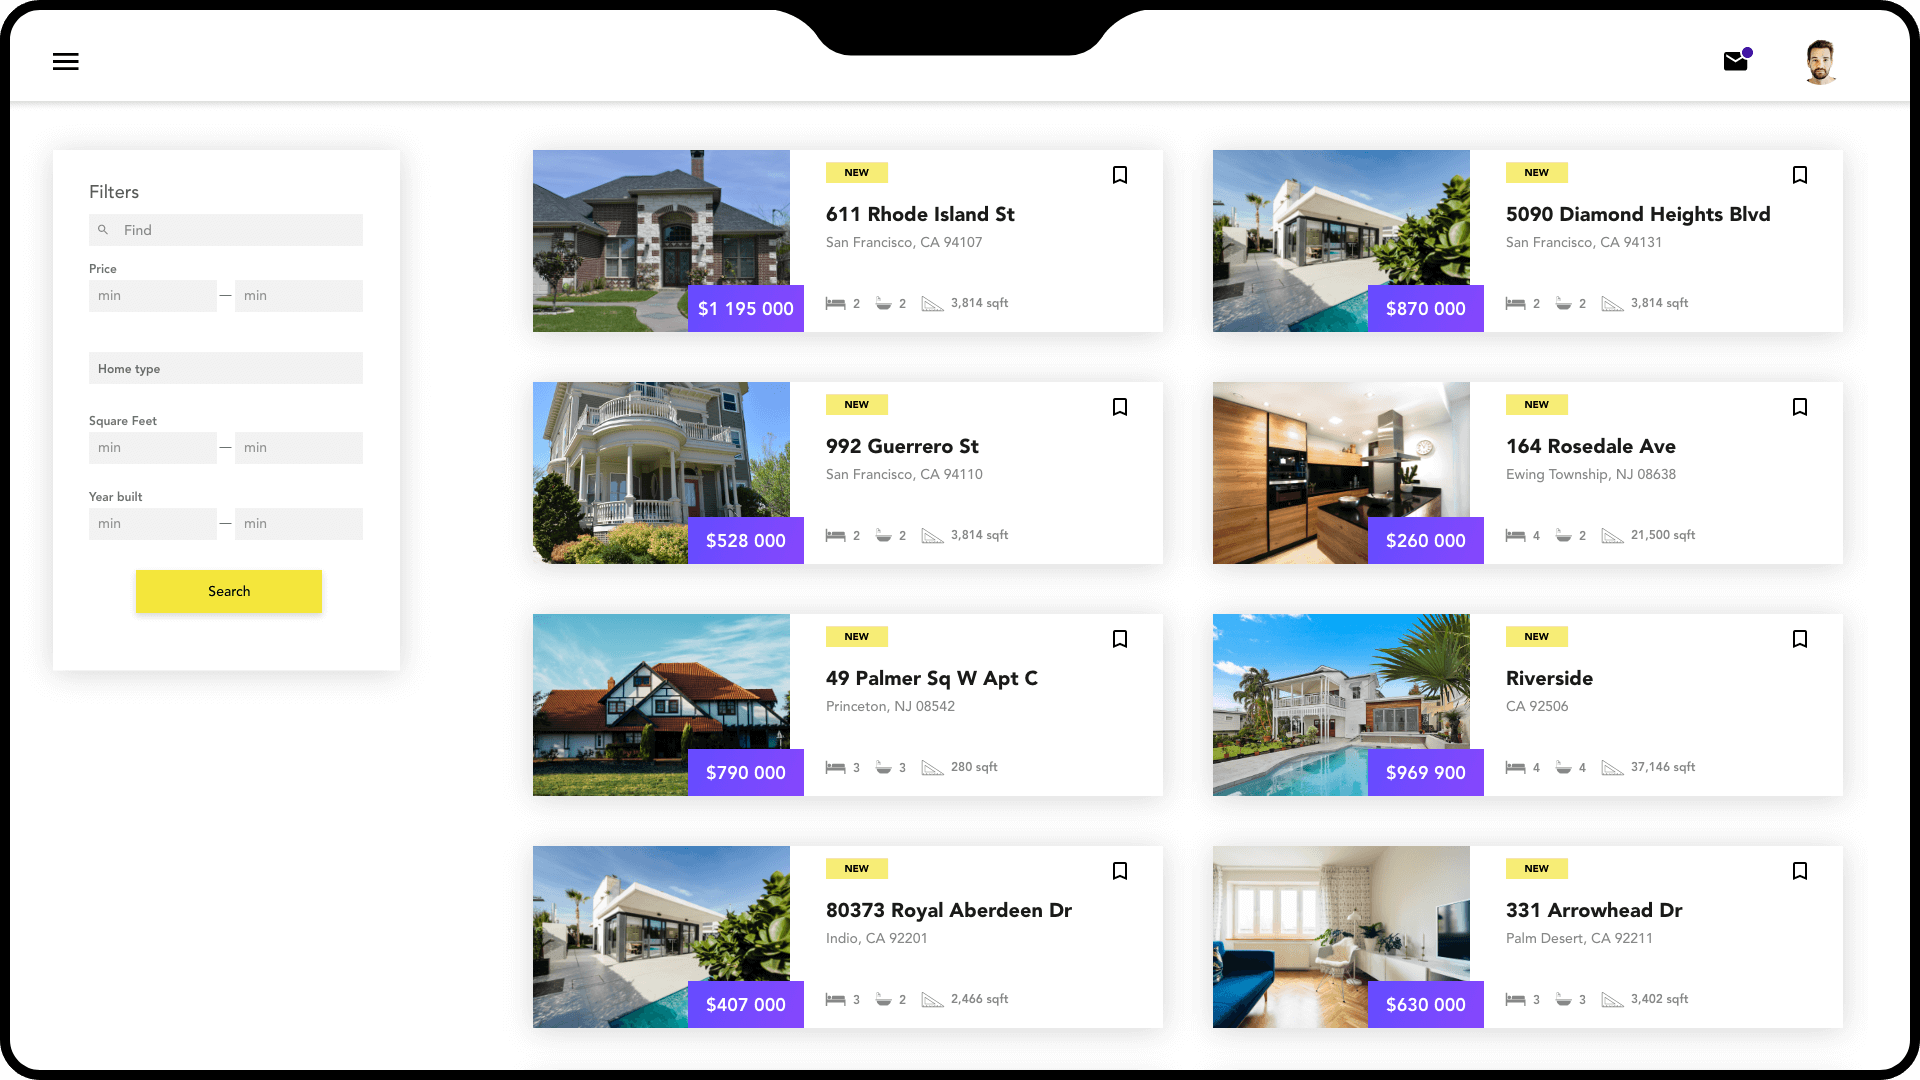 Filters
Find
Price
min — min
Home type
Square Feet
min — min
Year built
min — min
Search
NEW
611 Rhode Island St
San Francisco, CA 94107
$1 195 000
2 2 3,814 sqft
NEW
5090 Diamond Heights Blvd
San Francisco, CA 94131
$870 000
2 2 3,814 sqft
NEW
992 Guerrero St
San Francisco, CA 94110
$528 000
2 2 3,814 sqft
NEW
164 Rosedale Ave
Ewing Township, NJ 08638
$260 000
4 2 21,500 sqft
NEW
49 Palmer Sq W Apt C
Princeton, NJ 08542
$790 000
3 3 280 sqft
NEW
Riverside
CA 92506
$969 900
4 4 37,146 sqft
NEW
80373 Royal Aberdeen Dr
Indio, CA 92201
$407 000
3 2 2,466 sqft
NEW
331 Arrowhead Dr
Palm Desert, CA 92211
$630 000
3 3 3,402 sqft